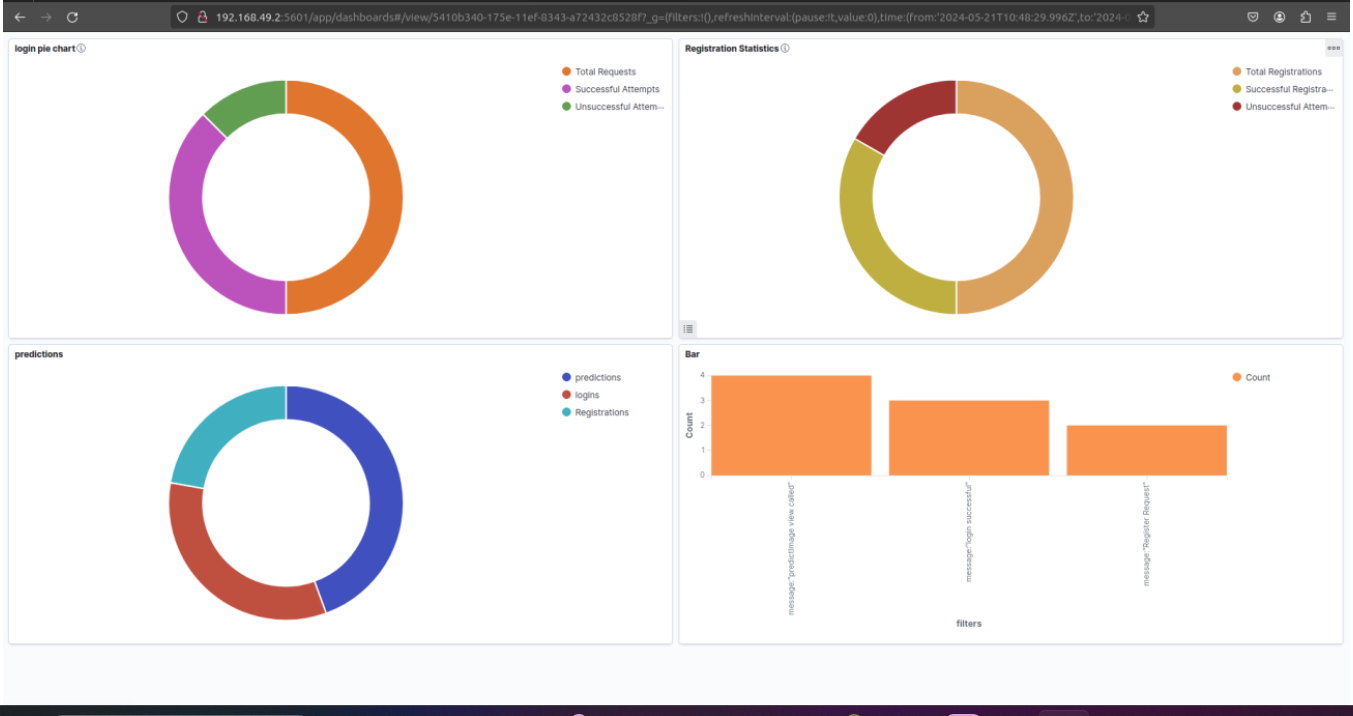 192.168.49.2:5601/app/dashboards#/view/5410b340-175e-11ef-8343-a72432c8528f?_g=(filters:!(),refreshInterval:(pause:!t,value:0),time:(from:'2024-05-21T10:48:29.996Z',to:'2024-0
login pie chart
Total Requests
Successful Attempts
Unsuccessful Attem…
Registration Statistics
Total Registrations
Successful Registra…
Unsuccessful Attem…
predictions
predictions
logins
Registrations
Bar
Count
4
3
2
1
0
Count
message:"predictImage view called"
message:"login successful"
message:"Register Request"
filters